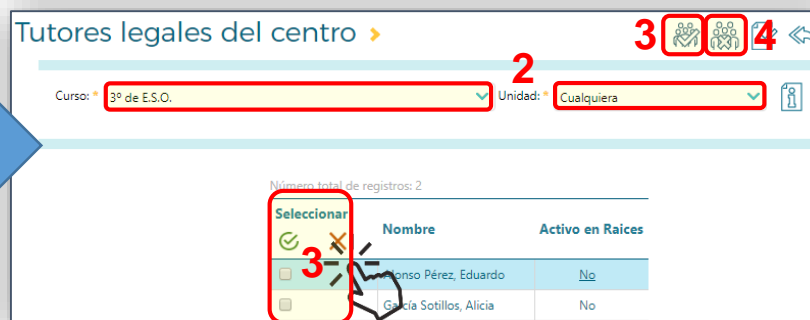 Tutores legales del centro
3
4
2
Curso: * 3º de E.S.O. Unidad: * Cualquiera
Número total de registros: 2
Seleccionar Nombre Activo en Raices
3
Alonso Pérez, Eduardo No
García Sotillos, Alicia No